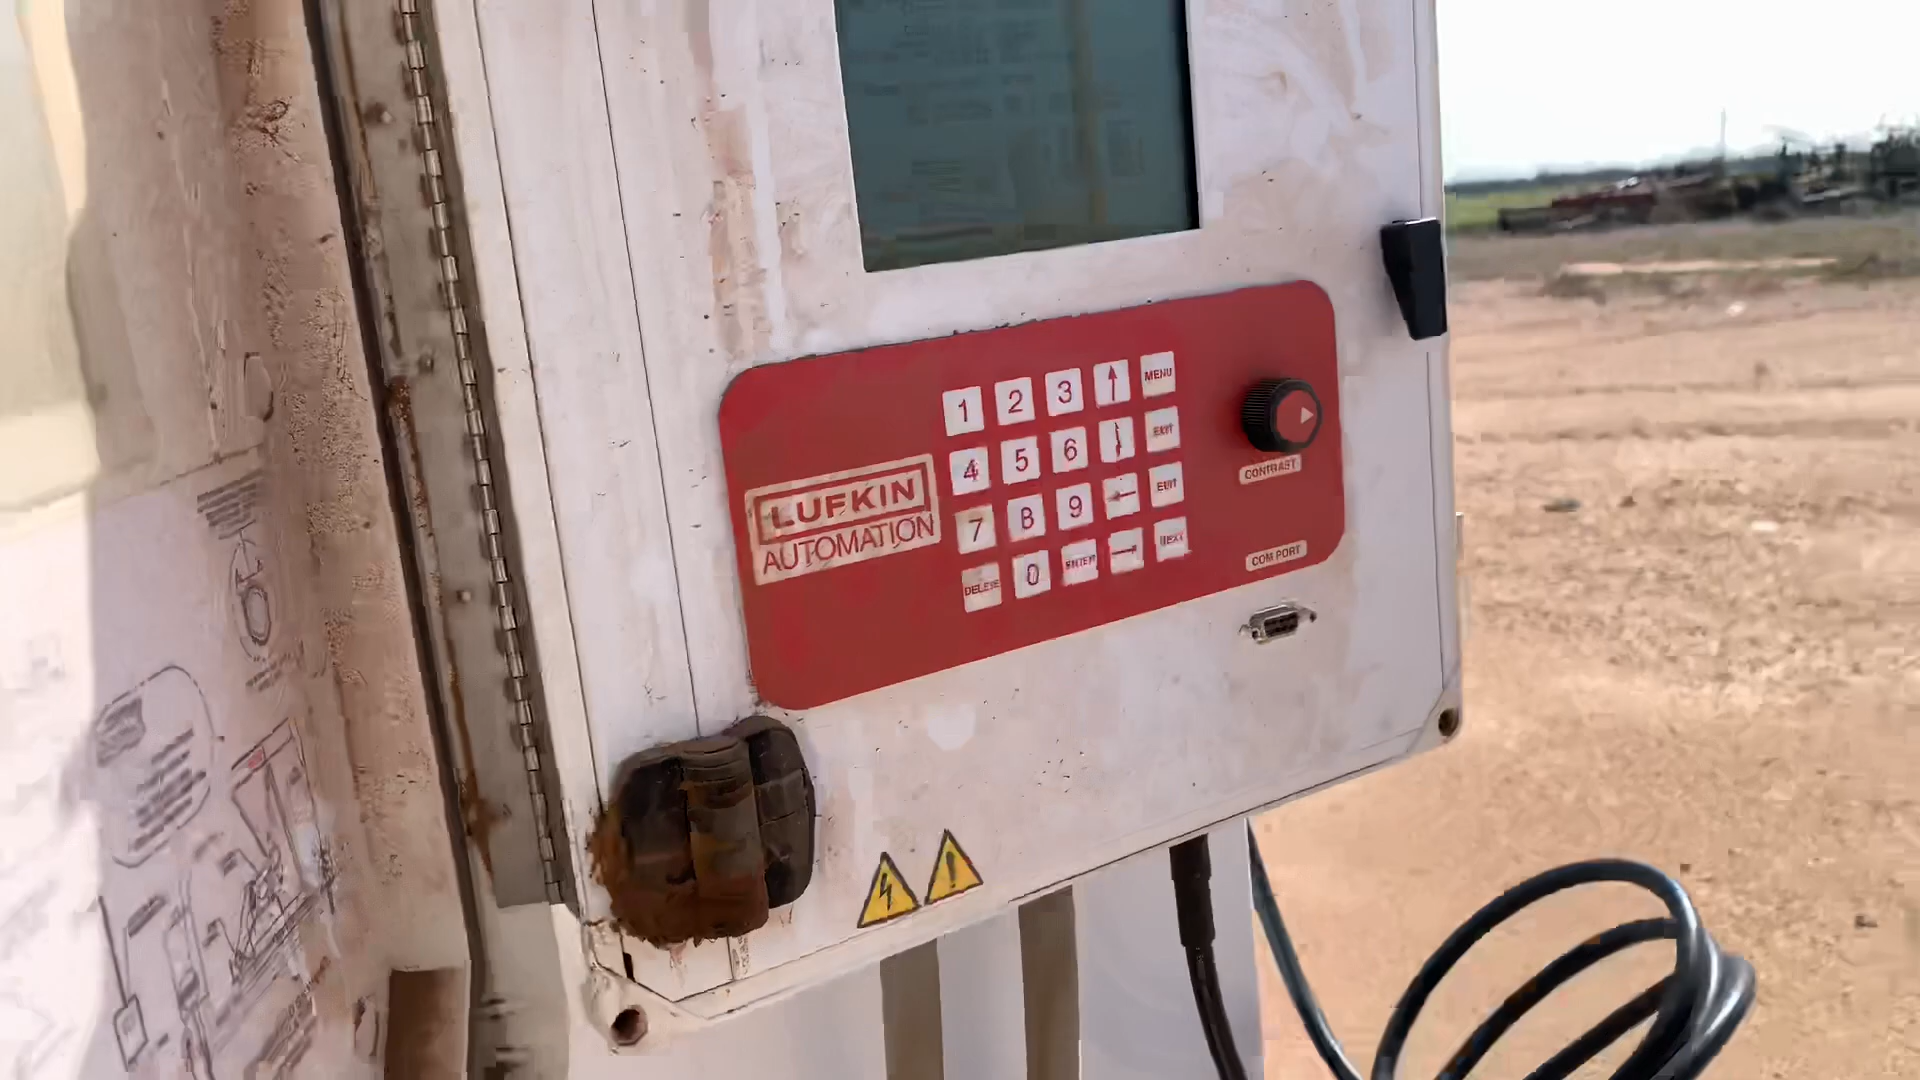 1 2 3 MENU
4 5 6 EXIT
LUFKIN
AUTOMATION
7 8 9
DELETE 0 ENTER NEXT
CONTRAST
COM PORT